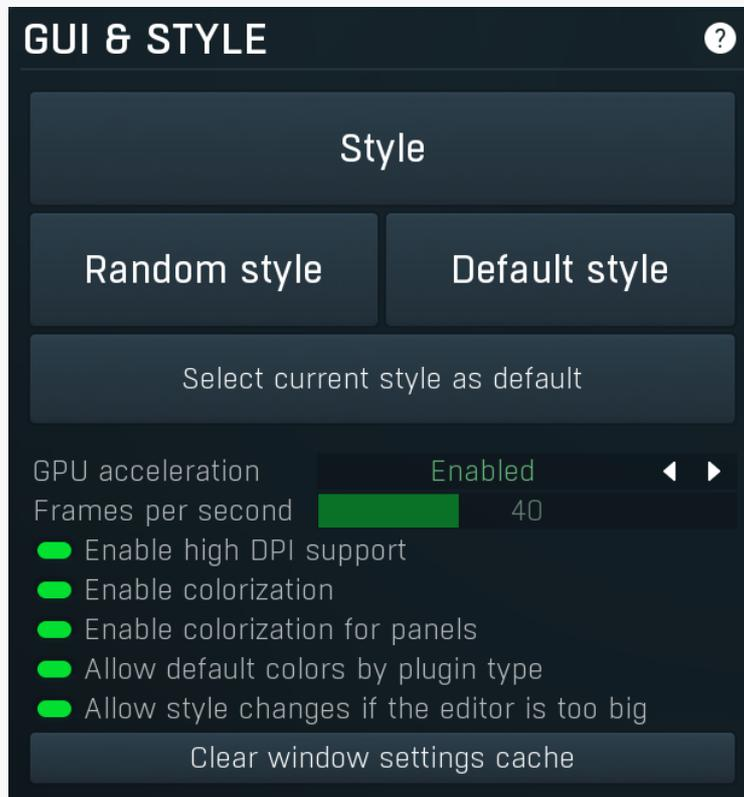 GUI & STYLE ?
Style
Random style Default style
Select current style as default
GPU acceleration Enabled
Frames per second 40
Enable high DPI support
Enable colorization
Enable colorization for panels
Allow default colors by plugin type
Allow style changes if the editor is too big
Clear window settings cache